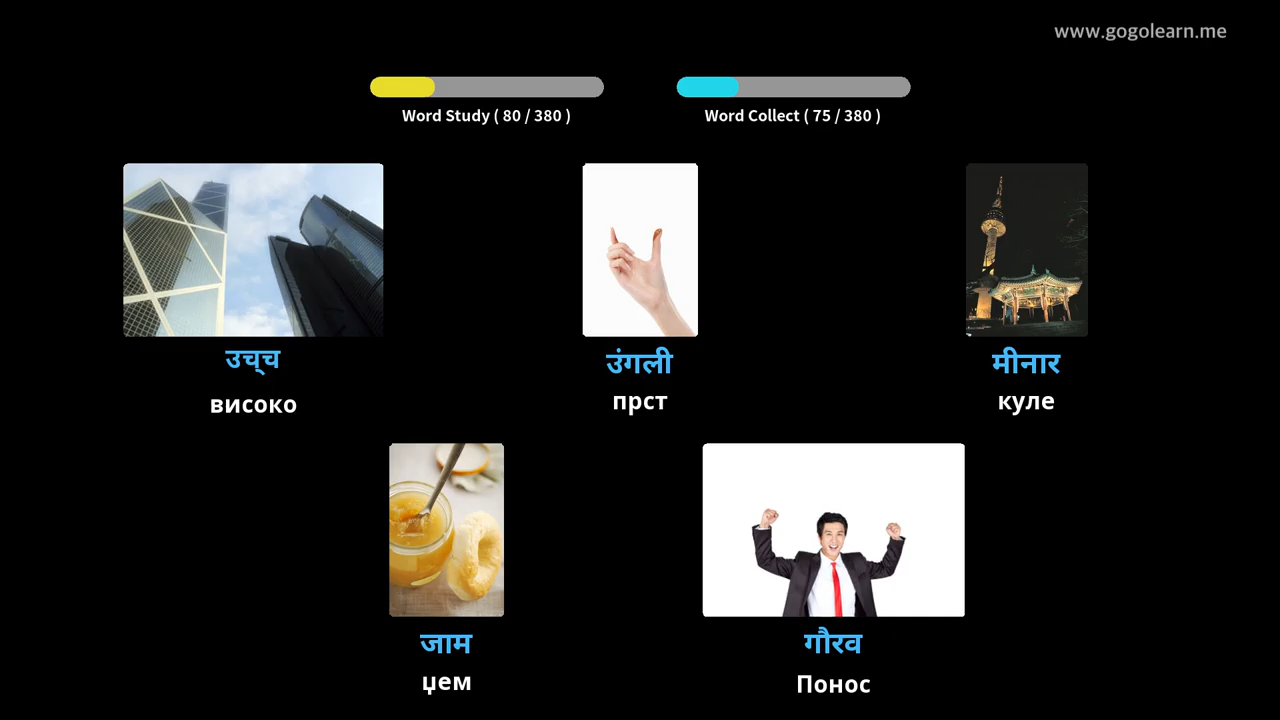 www.gogolearn.me
Word Study ( 80 / 380 )
Word Collect ( 75 / 380 )
उच्च
високо
उंगली
прст
मीनार
куле
जाम
џем
गौरव
Понос